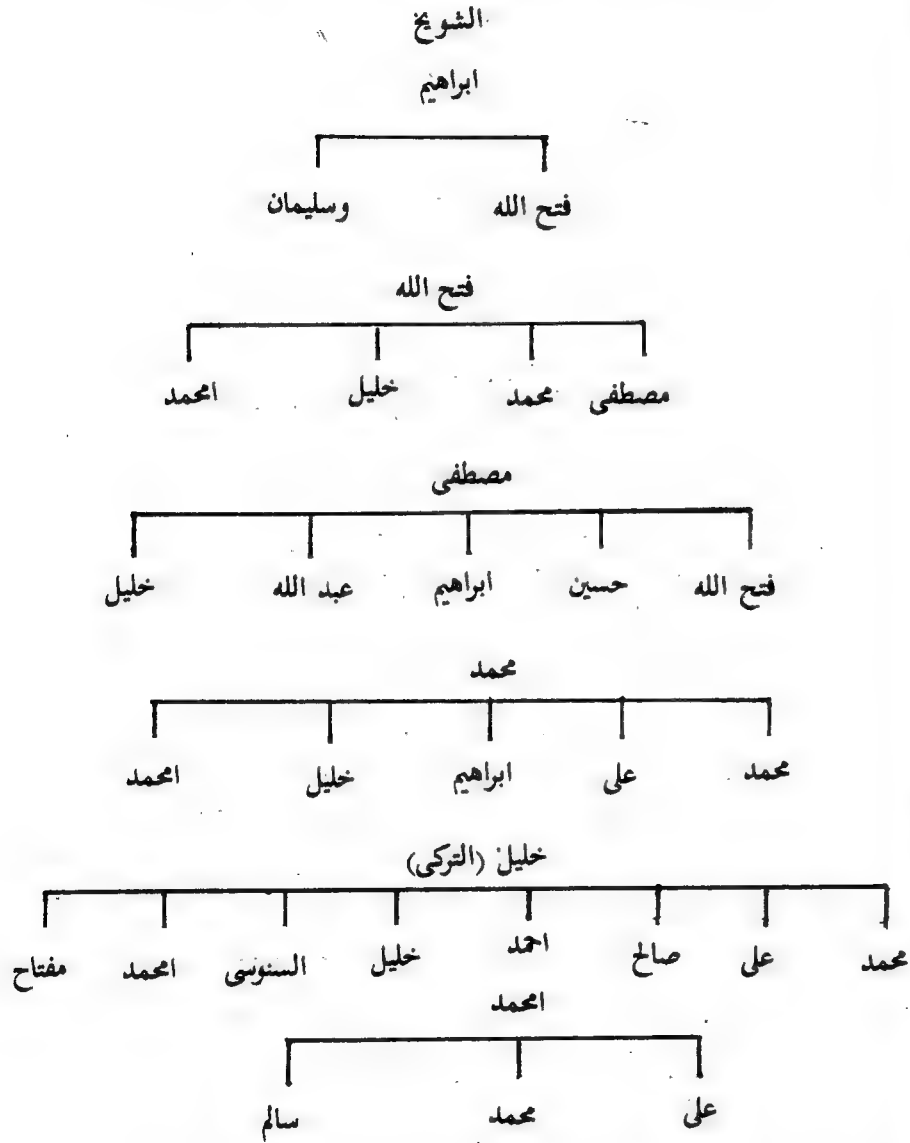 الشويخ
ابراهيم
فتح الله وسليمان
فتح الله
مصطفى محمد خليل امحمد
مصطفى
فتح الله حسين ابراهيم عبد الله خليل
محمد
محمد على ابراهيم خليل امحمد
خليل (التركى)
محمد على صالح احمد خليل السنوسى امحمد مفتاح
امحمد
على محمد سالم